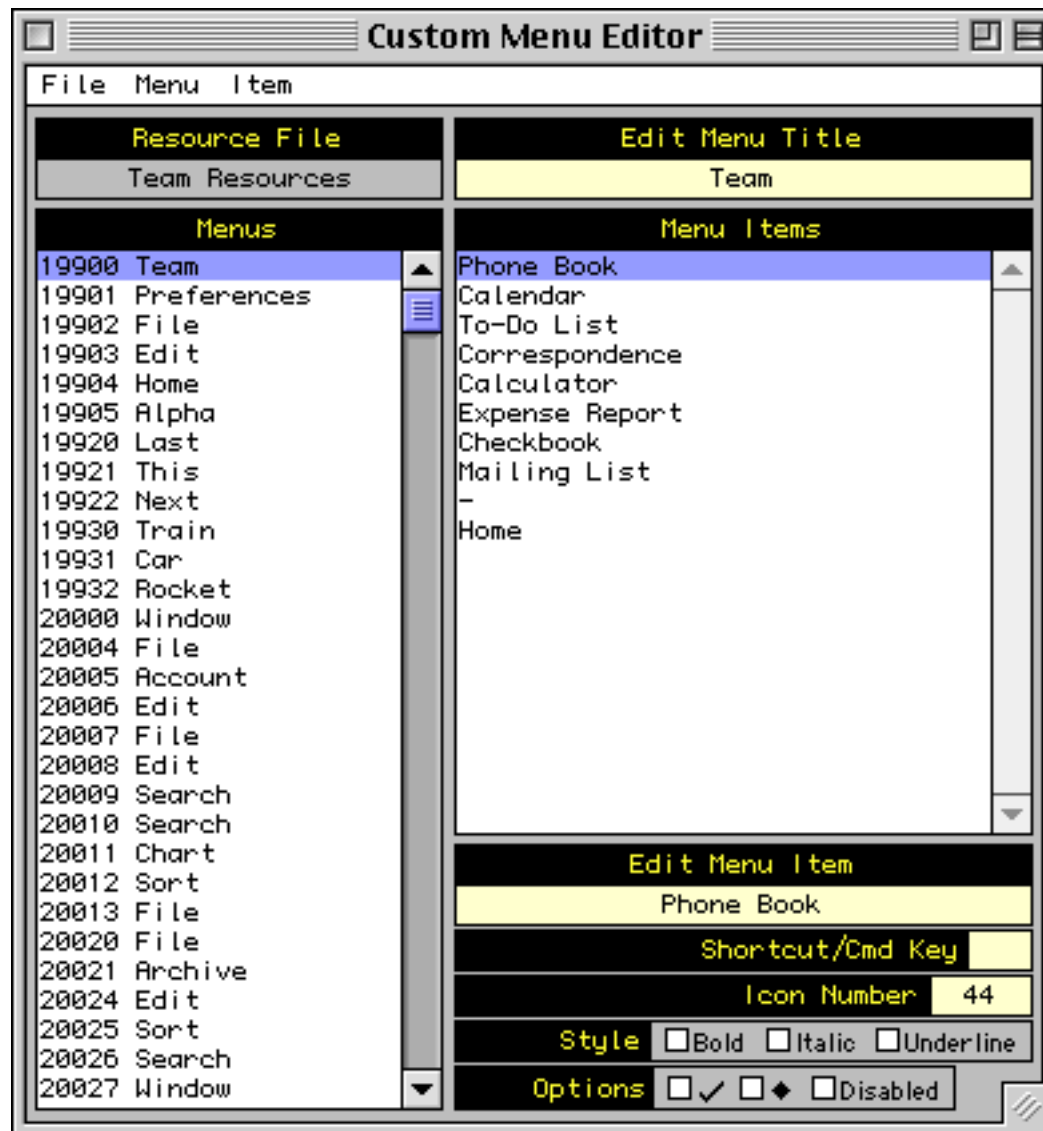 Custom Menu Editor
File Menu Item
Resource File
Team Resources
Menus
19900 Team
19901 Preferences
19902 File
19903 Edit
19904 Home
19905 Alpha
19920 Last
19921 This
19922 Next
19930 Train
19931 Car
19932 Rocket
20000 Window
20004 File
20005 Account
20006 Edit
20007 File
20008 Edit
20009 Search
20010 Search
20011 Chart
20012 Sort
20013 File
20020 File
20021 Archive
20024 Edit
20025 Sort
20026 Search
20027 Window
Edit Menu Title
Team
Menu Items
Phone Book
Calendar
To-Do List
Correspondence
Calculator
Expense Report
Checkbook
Mailing List
-
Home
Edit Menu Item
Phone Book
Shortcut/Cmd Key
Icon Number 44
Style Bold Italic Underline
Options ✓ ◆ Disabled